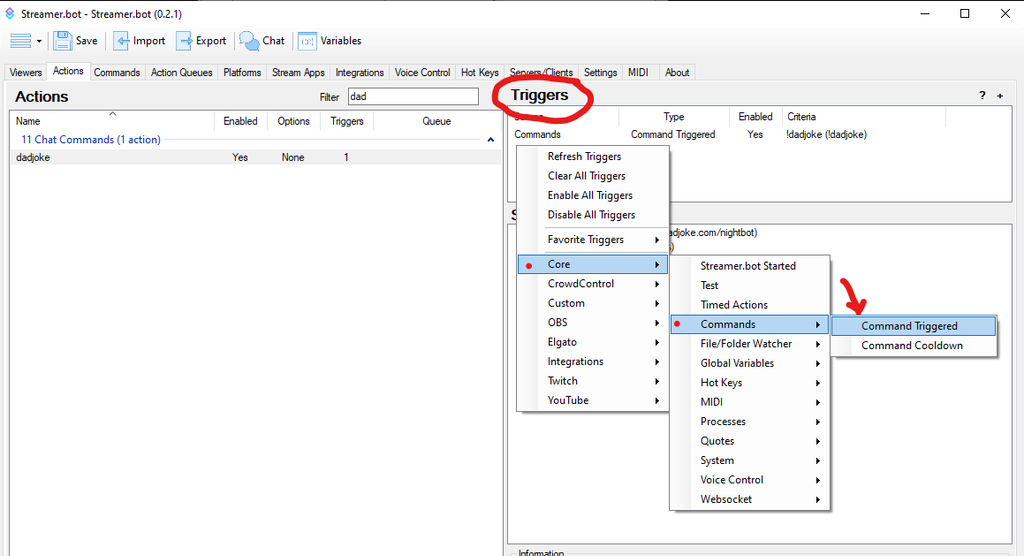 Streamer.bot - Streamer.bot (0.2.1)
Save Import Export Chat Variables
Viewers Actions Commands Action Queues Platforms Stream Apps Integrations Voice Control Hot Keys Servers/Clients Settings MIDI About
Actions
Filter dad
Name Enabled Options Triggers Queue
11 Chat Commands (1 action)
dadjoke Yes None 1
Triggers
? +
Type Enabled Criteria
Commands Command Triggered Yes !dadjoke (!dadjoke)
Refresh Triggers
Clear All Triggers
Enable All Triggers
Disable All Triggers
Favorite Triggers
adjoke.com/nightbot)
Core
CrowdControl
Custom
OBS
Elgato
Integrations
Twitch
YouTube
Streamer.bot Started
Test
Timed Actions
Commands
File/Folder Watcher
Global Variables
Hot Keys
MIDI
Processes
Quotes
System
Voice Control
Websocket
Command Triggered
Command Cooldown
Information